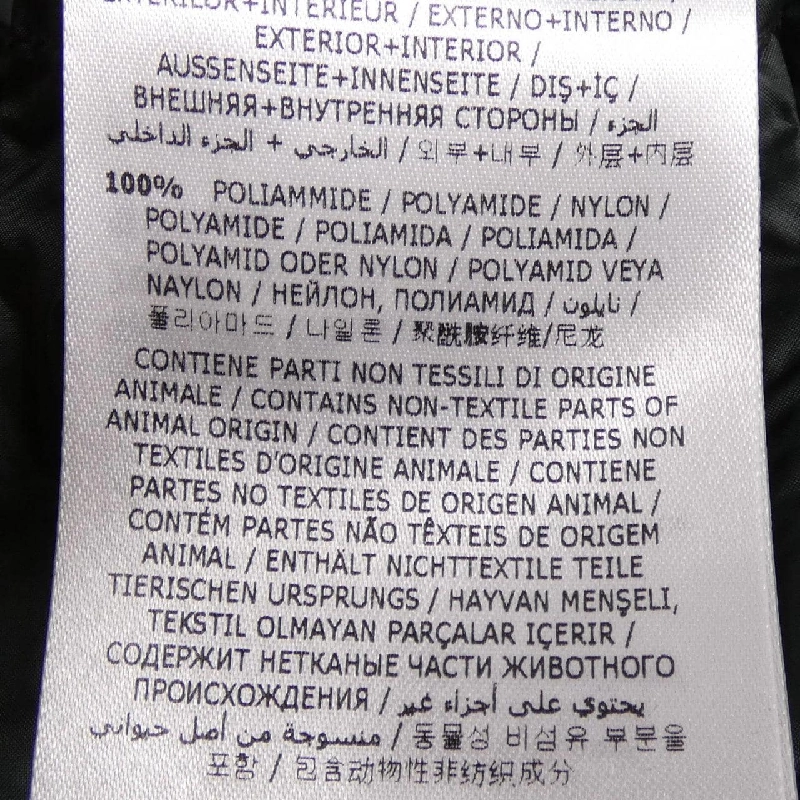 EXTERIEUR+INTERIEUR / EXTERNO+INTERNO /
EXTERIOR+INTERIOR /
AUSSENSEITE+INNENSEITE / DIŞ+İÇ /
ВНЕШНЯЯ+ВНУТРЕННЯЯ СТОРОНЫ / الجزء
الخارجي + الجزء الداخلي / 외부+내부 / 外层+内层
100% POLIAMMIDE / POLYAMIDE / NYLON /
POLYAMIDE / POLIAMIDA / POLIAMIDA /
POLYAMID ODER NYLON / POLYAMID VEYA
NAYLON / НЕЙЛОН, ПОЛИАМИД / نايلون /
폴리아마드 / 나일론 / 聚酰胺纤维/尼龙
CONTIENE PARTI NON TESSILI DI ORIGINE
ANIMALE / CONTAINS NON-TEXTILE PARTS OF
ANIMAL ORIGIN / CONTIENT DES PARTIES NON
TEXTILES D'ORIGINE ANIMALE / CONTIENE
PARTES NO TEXTILES DE ORIGEN ANIMAL /
CONTÉM PARTES NÃO TÊXTEIS DE ORIGEM
ANIMAL / ENTHÄLT NICHTTEXTILE TEILE
TIERISCHEN URSPRUNGS / HAYVAN MENŞELI,
TEKSTIL OLMAYAN PARÇALAR IÇERIR /
СОДЕРЖИТ НЕТКАНЫЕ ЧАСТИ ЖИВОТНОГО
ПРОИСХОЖДЕНИЯ / يحتوي على أجزاء غير
منسوجة من أصل حيواني / 동물성 비섬유 부분을
포함 / 包含动物性非纺织成分